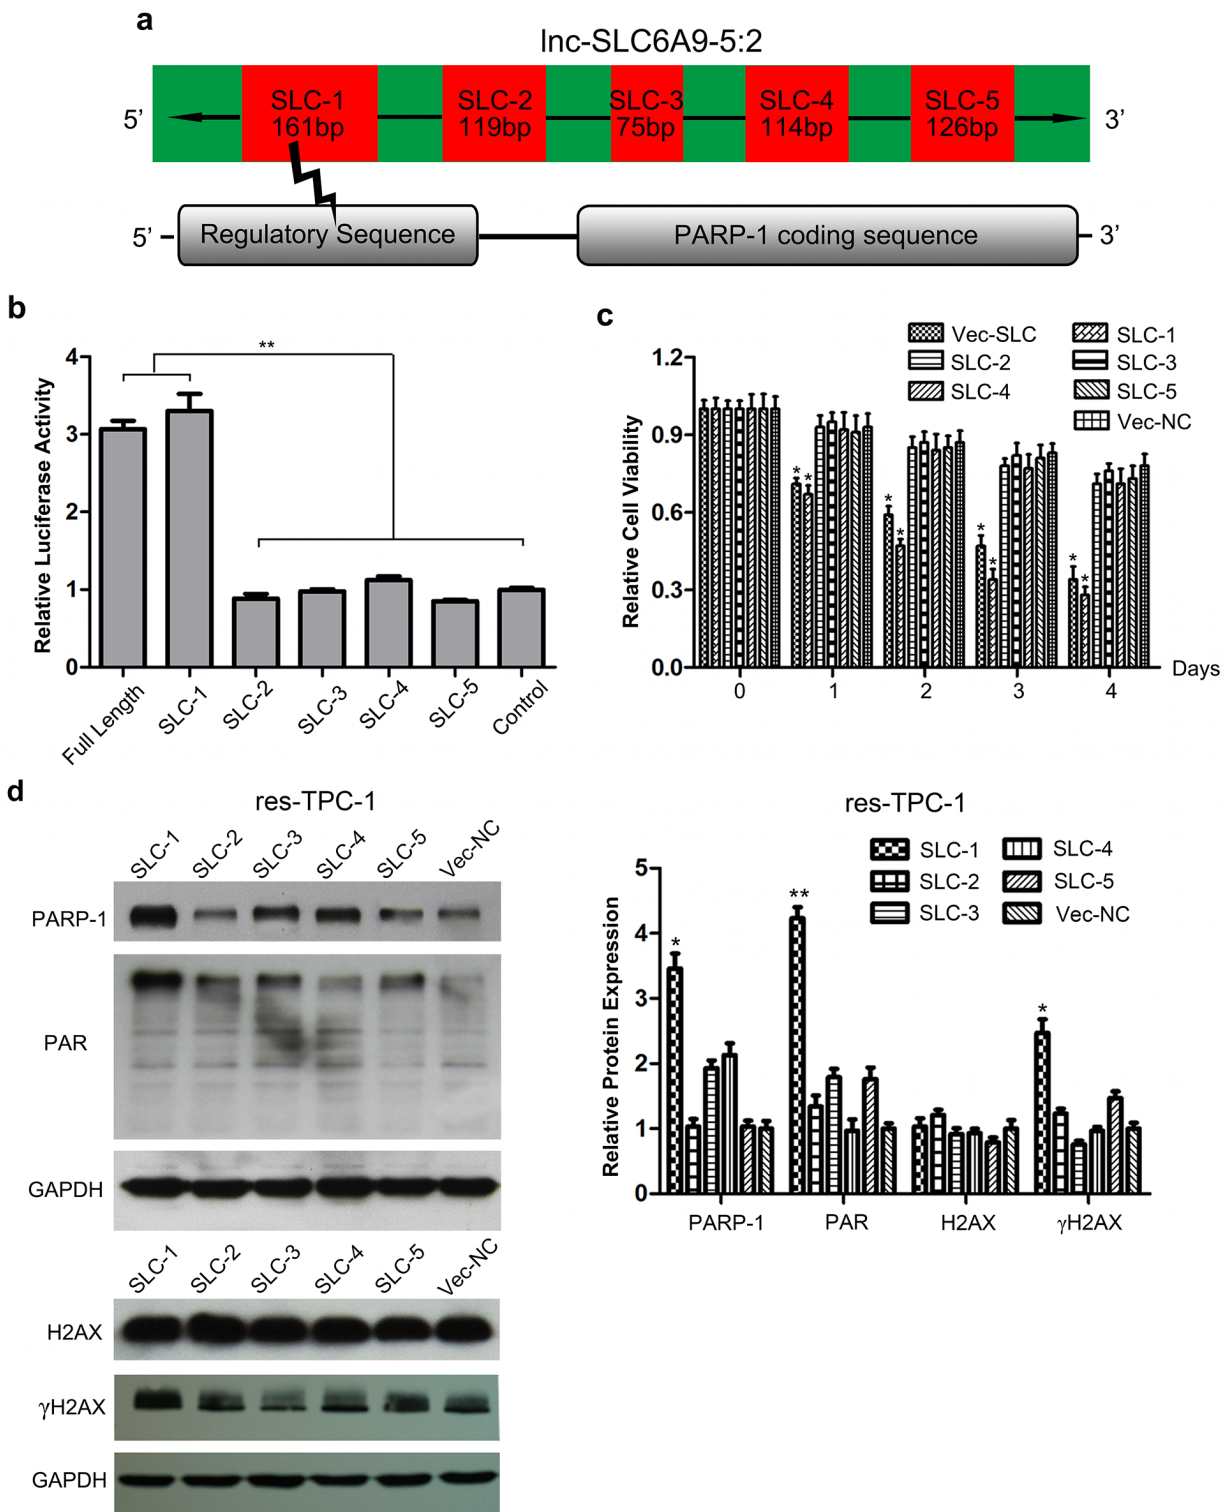 a
lnc-SLC6A9-5:2
5’
SLC-1
161bp
SLC-2
119bp
SLC-3
75bp
SLC-4
114bp
SLC-5
126bp
3’
5’
Regulatory Sequence
PARP-1 coding sequence
3’
b
**
Relative Luciferase Activity
4
3
2
1
0
Full Length
SLC-1
SLC-2
SLC-3
SLC-4
SLC-5
Control
c
Vec-SLC
SLC-1
SLC-2
SLC-3
SLC-4
SLC-5
Vec-NC
Relative Cell Viability
1.2
0.9
0.6
0.3
0.0
* *
* *
* *
* *
0 1 2 3 4
Days
d
res-TPC-1
SLC-1 SLC-2 SLC-3 SLC-4 SLC-5 Vec-NC
PARP-1
PAR
GAPDH
SLC-1 SLC-2 SLC-3 SLC-4 SLC-5 Vec-NC
H2AX
γH2AX
GAPDH
res-TPC-1
SLC-1
SLC-4
SLC-2
SLC-5
SLC-3
Vec-NC
Relative Protein Expression
5
4
3
2
1
0
*
**
*
PARP-1 PAR H2AX γH2AX